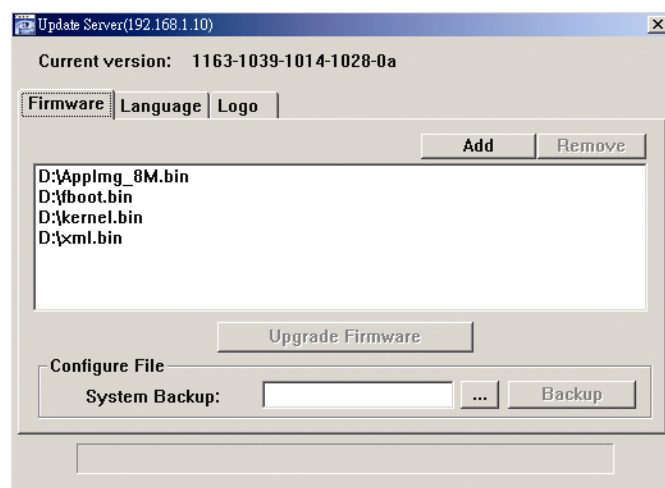 Update Server(192.168.1.10)
Current version: 1163-1039-1014-1028-0a
Firmware Language Logo
Add Remove
D:\AppImg_8M.bin
D:\fboot.bin
D:\kernel.bin
D:\xml.bin
Upgrade Firmware
Configure File
System Backup: ... Backup